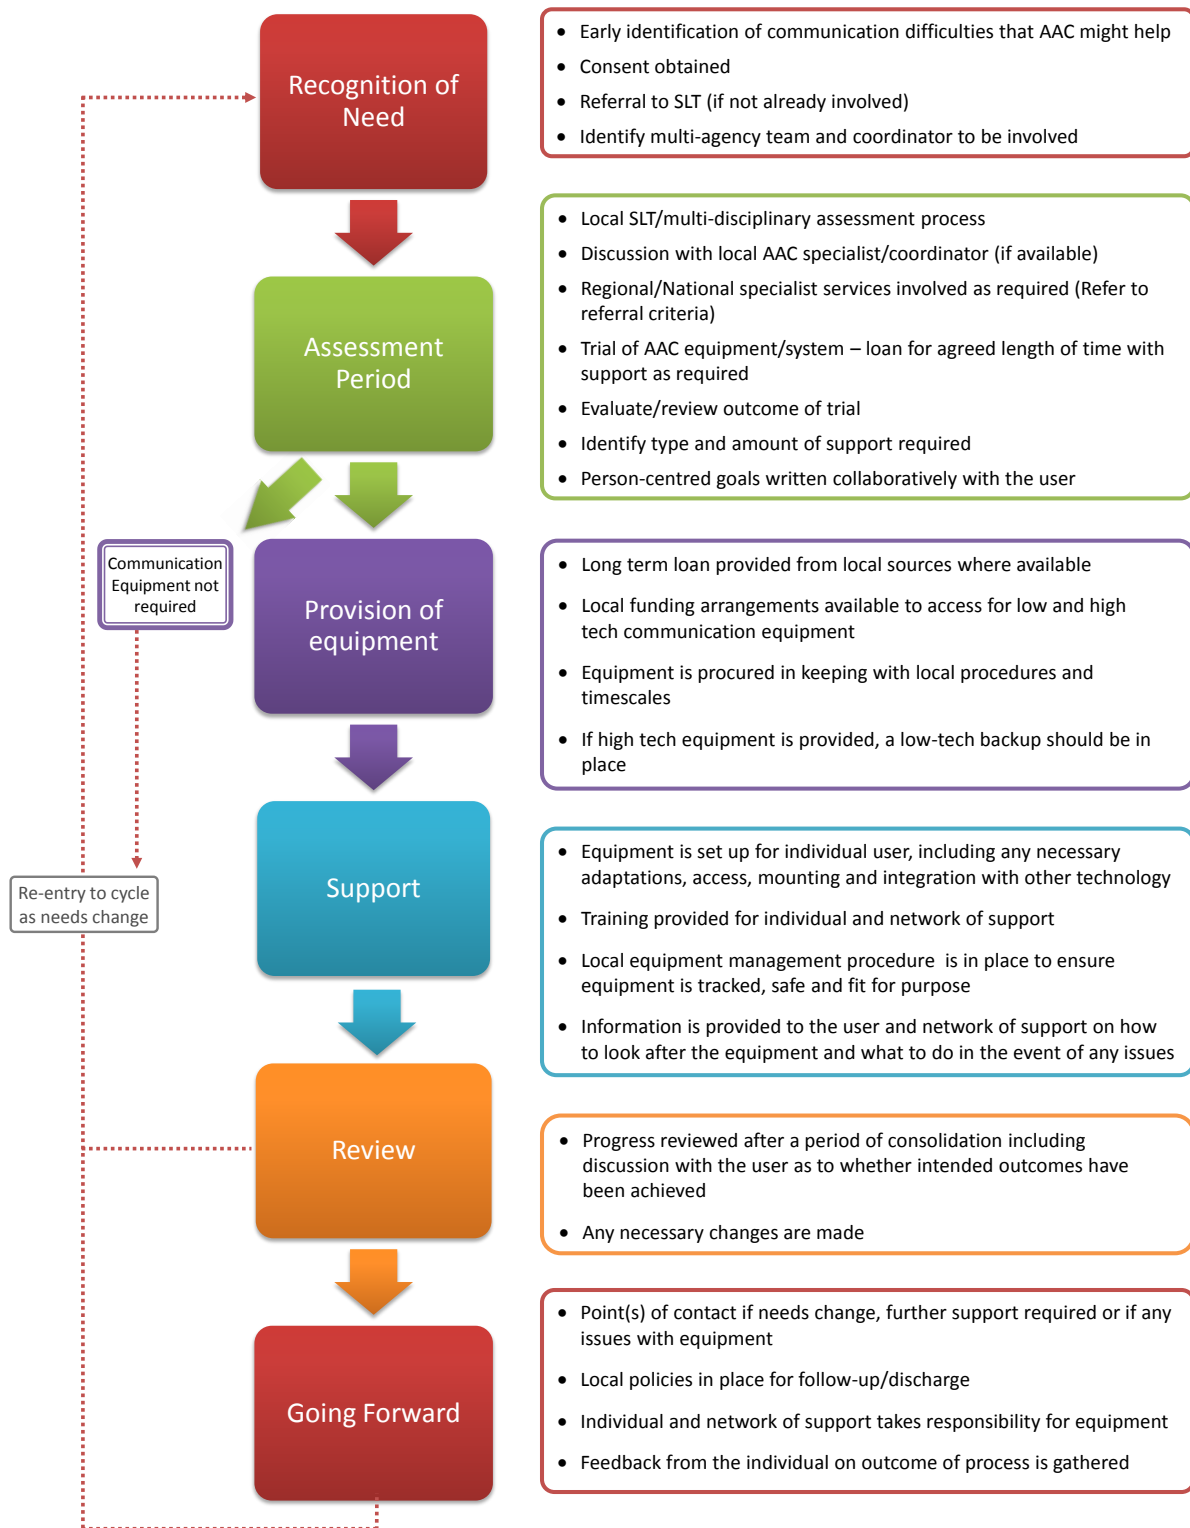 Recognition of
Need
• Early identification of communication difficulties that AAC might help
• Consent obtained
• Referral to SLT (if not already involved)
• Identify multi-agency team and coordinator to be involved
Assessment
Period
• Local SLT/multi-disciplinary assessment process
• Discussion with local AAC specialist/coordinator (if available)
• Regional/National specialist services involved as required (Refer to
referral criteria)
• Trial of AAC equipment/system – loan for agreed length of time with
support as required
• Evaluate/review outcome of trial
• Identify type and amount of support required
• Person-centred goals written collaboratively with the user
Communication
Equipment not
required
Provision of
equipment
• Long term loan provided from local sources where available
• Local funding arrangements available to access for low and high
tech communication equipment
• Equipment is procured in keeping with local procedures and
timescales
• If high tech equipment is provided, a low-tech backup should be in
place
Re-entry to cycle
as needs change
Support
• Equipment is set up for individual user, including any necessary
adaptations, access, mounting and integration with other technology
• Training provided for individual and network of support
• Local equipment management procedure is in place to ensure
equipment is tracked, safe and fit for purpose
• Information is provided to the user and network of support on how
to look after the equipment and what to do in the event of any issues
Review
• Progress reviewed after a period of consolidation including
discussion with the user as to whether intended outcomes have
been achieved
• Any necessary changes are made
Going Forward
• Point(s) of contact if needs change, further support required or if any
issues with equipment
• Local policies in place for follow-up/discharge
• Individual and network of support takes responsibility for equipment
• Feedback from the individual on outcome of process is gathered